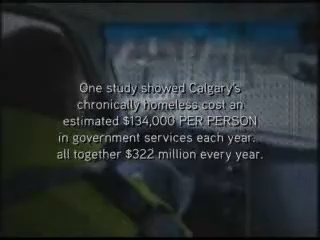 One study showed Calgary's
chronically homeless cost an
estimated $134,000 PER PERSON
in government services each year.
all together $322 million every year.